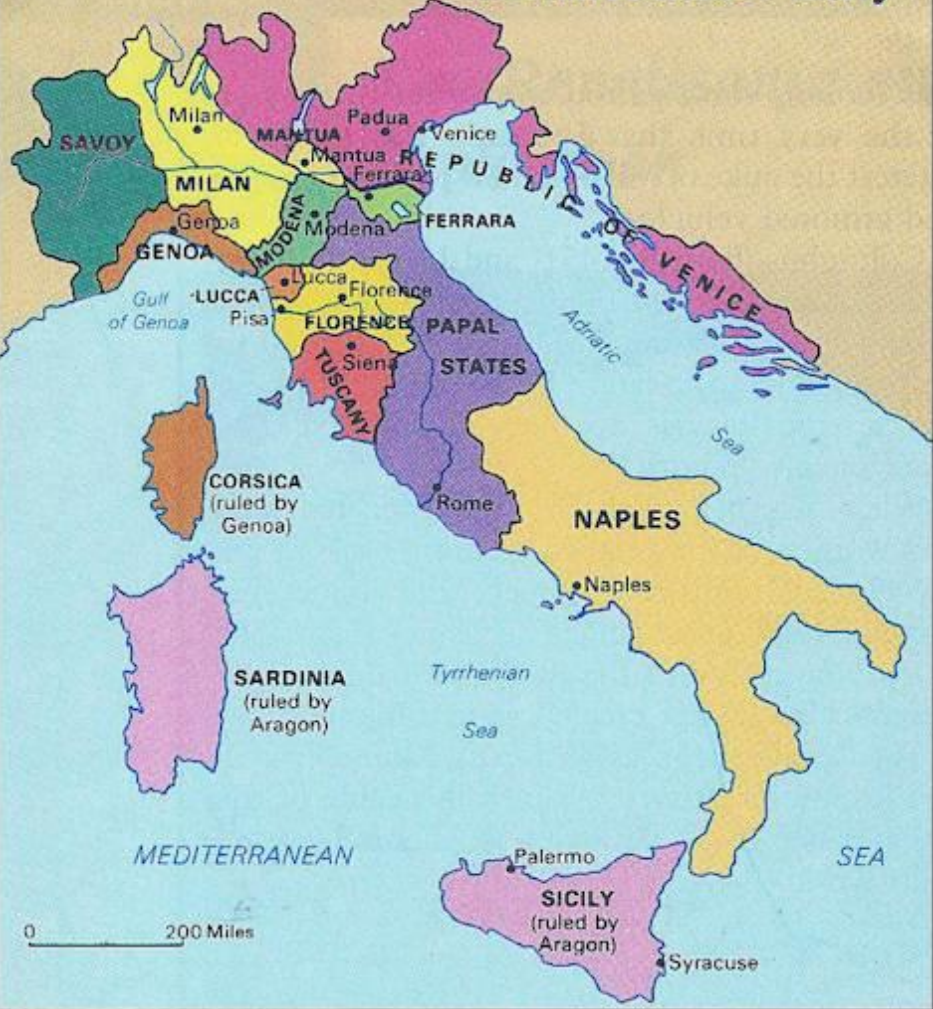 SAVOY
Milan
MILAN
MANTUA
Mantua
Padua
Venice
REPUBLIC OF VENICE
Ferrara
FERRARA
MODENA
Modena
Genoa
GENOA
Gulf
of Genoa
Lucca
-LUCCA
Pisa
Florence
FLORENCE
Siena
TUSCANY
PAPAL
STATES
Rome
Adriatic
Sea
CORSICA
(ruled by
Genoa)
NAPLES
Naples
SARDINIA
(ruled by
Aragon)
Tyrrhenian
Sea
MEDITERRANEAN
SEA
Palermo
SICILY
(ruled by
Aragon)
Syracuse
0
200 Miles